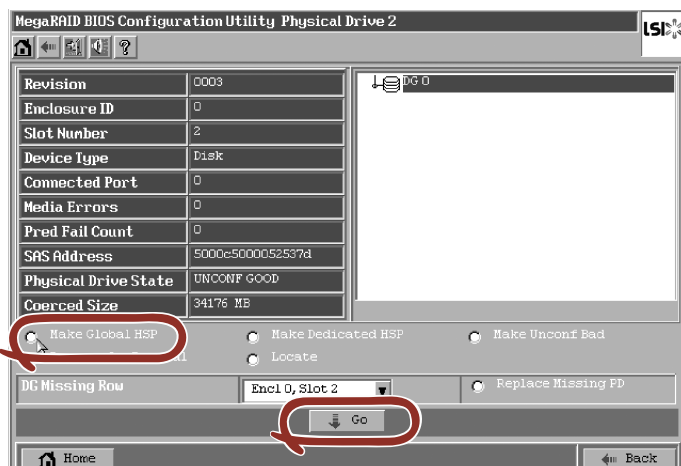 MegaRAID BIOS Configuration Utility Physical Drive 2
LSI
?
Revision 0003
DG 0
Enclosure ID 0
Slot Number 2
Device Type Disk
Connected Port 0
Media Errors 0
Pred Fail Count 0
SAS Address 5000c5000052537d
Physical Drive State UNCONF GOOD
Coerced Size 34176 MB
Make Global HSP Make Dedicated HSP Make Unconf Bad
Locate
DG Missing Row Encl 0, Slot 2 Replace Missing PD
Go
Home Back